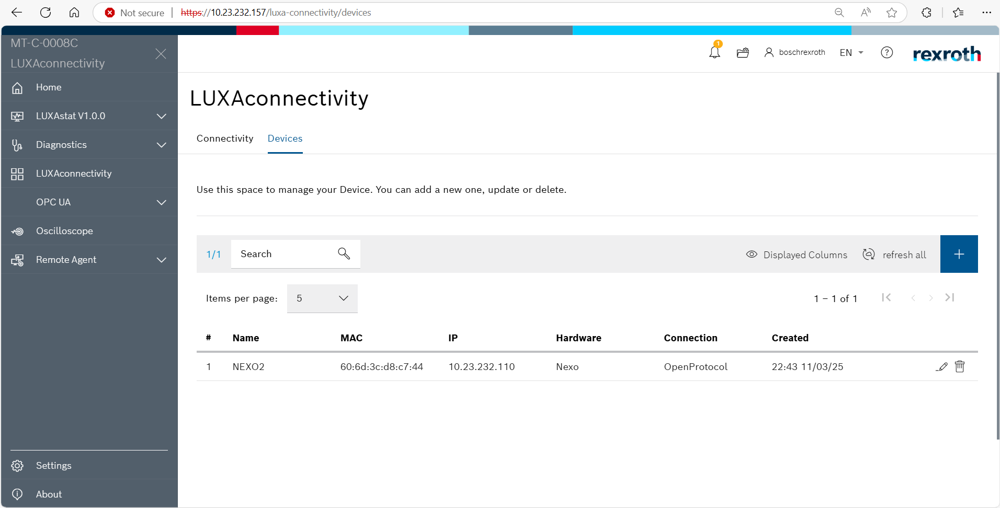 Not secure https://10.23.232.157/luxa-connectivity/devices
MT-C-0008C
LUXAconnectivity
Home
LUXAstat V1.0.0
Diagnostics
LUXAconnectivity
OPC UA
Oscilloscope
Remote Agent
Settings
About
1
boschrexroth EN
rexroth
LUXAconnectivity
Connectivity Devices
Use this space to manage your Device. You can add a new one, update or delete.
1/1 Search Displayed Columns refresh all
Items per page: 5 1 – 1 of 1
# Name MAC IP Hardware Connection Created
1 NEXO2 60:6d:3c:d8:c7:44 10.23.232.110 Nexo OpenProtocol 22:43 11/03/25